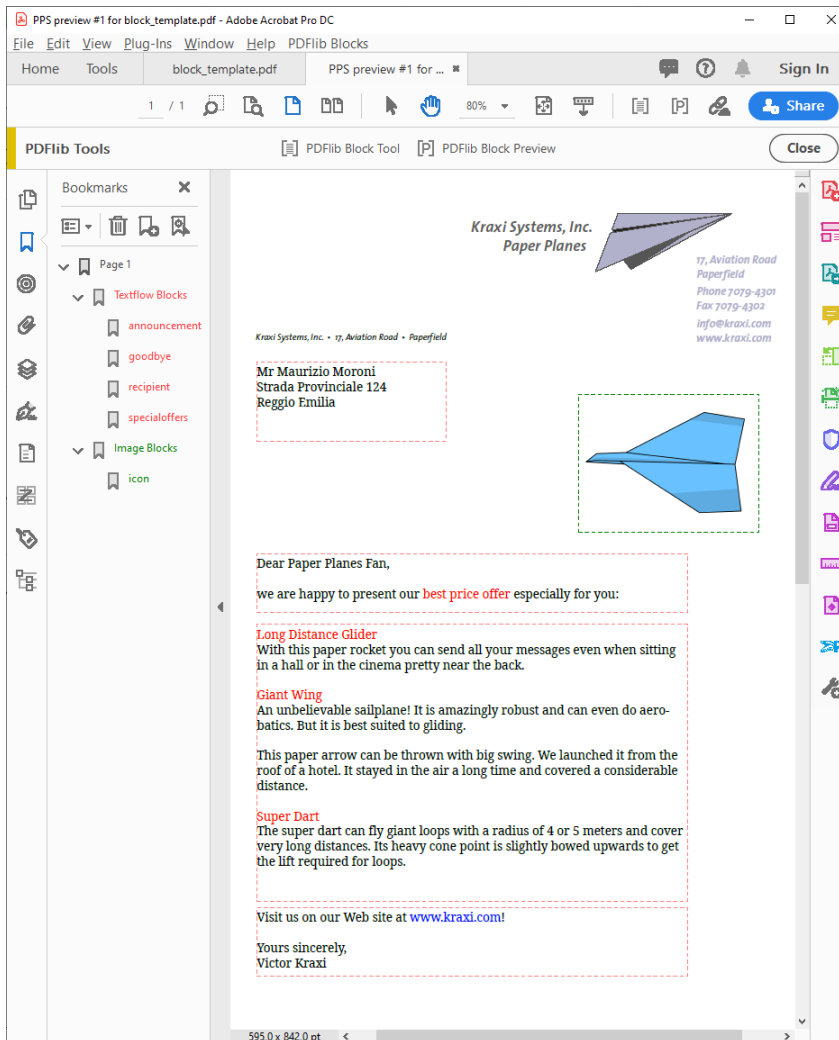 PPS preview #1 for block_template.pdf - Adobe Acrobat Pro DC
File Edit View Plug-Ins Window Help PDFlib Blocks
Home Tools block_template.pdf PPS preview #1 for ... Sign In
1 / 1 80% Share
PDFlib Tools PDFlib Block Tool [P] PDFlib Block Preview Close
Bookmarks
Page 1
Textflow Blocks
announcement
goodbye
recipient
specialoffers
Image Blocks
icon
Kraxi Systems, Inc.
Paper Planes
17, Aviation Road
Paperfield
Phone 7079-4301
Fax 7079-4302
info@kraxi.com
www.kraxi.com
Kraxi Systems, Inc. • 17, Aviation Road • Paperfield
Mr Maurizio Moroni
Strada Provinciale 124
Reggio Emilia
Dear Paper Planes Fan,
we are happy to present our best price offer especially for you:
Long Distance Glider
With this paper rocket you can send all your messages even when sitting
in a hall or in the cinema pretty near the back.
Giant Wing
An unbelievable sailplane! It is amazingly robust and can even do aero-
batics. But it is best suited to gliding.
This paper arrow can be thrown with big swing. We launched it from the
roof of a hotel. It stayed in the air a long time and covered a considerable
distance.
Super Dart
The super dart can fly giant loops with a radius of 4 or 5 meters and cover
very long distances. Its heavy cone point is slightly bowed upwards to get
the lift required for loops.
Visit us on our Web site at www.kraxi.com!
Yours sincerely,
Victor Kraxi
595.0 x 842.0 pt